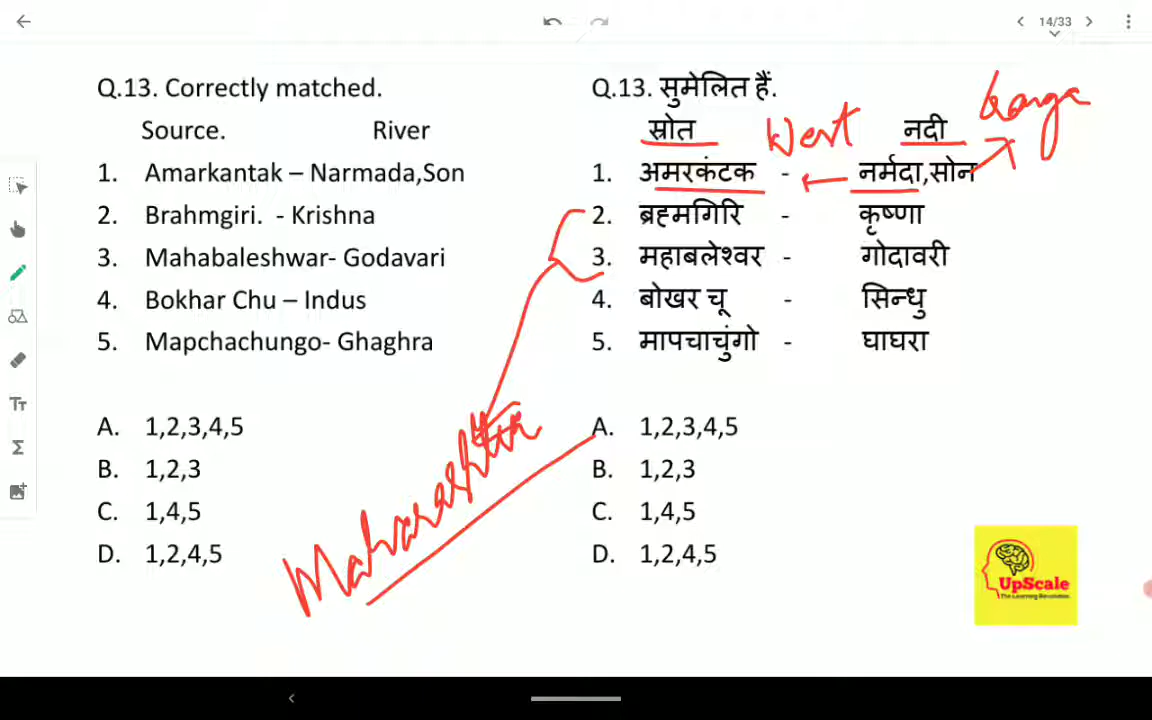 14/33
Q.13. Correctly matched.
Source. River
1. Amarkantak – Narmada,Son
2. Brahmgiri. - Krishna
3. Mahabaleshwar- Godavari
4. Bokhar Chu – Indus
5. Mapchachungo- Ghaghra
A. 1,2,3,4,5
B. 1,2,3
C. 1,4,5
D. 1,2,4,5
Maharashtra
Q.13. सुमेलित हैं.
स्रोत West नदी Ganga
1. अमरकंटक - नर्मदा,सोन
2. ब्रह्मगिरि - कृष्णा
3. महाबलेश्वर - गोदावरी
4. बोखर चू - सिन्धु
5. मापचाचुंगो - घाघरा
A. 1,2,3,4,5
B. 1,2,3
C. 1,4,5
D. 1,2,4,5
UpScale
The Learning Revolution.
Tт
Σ